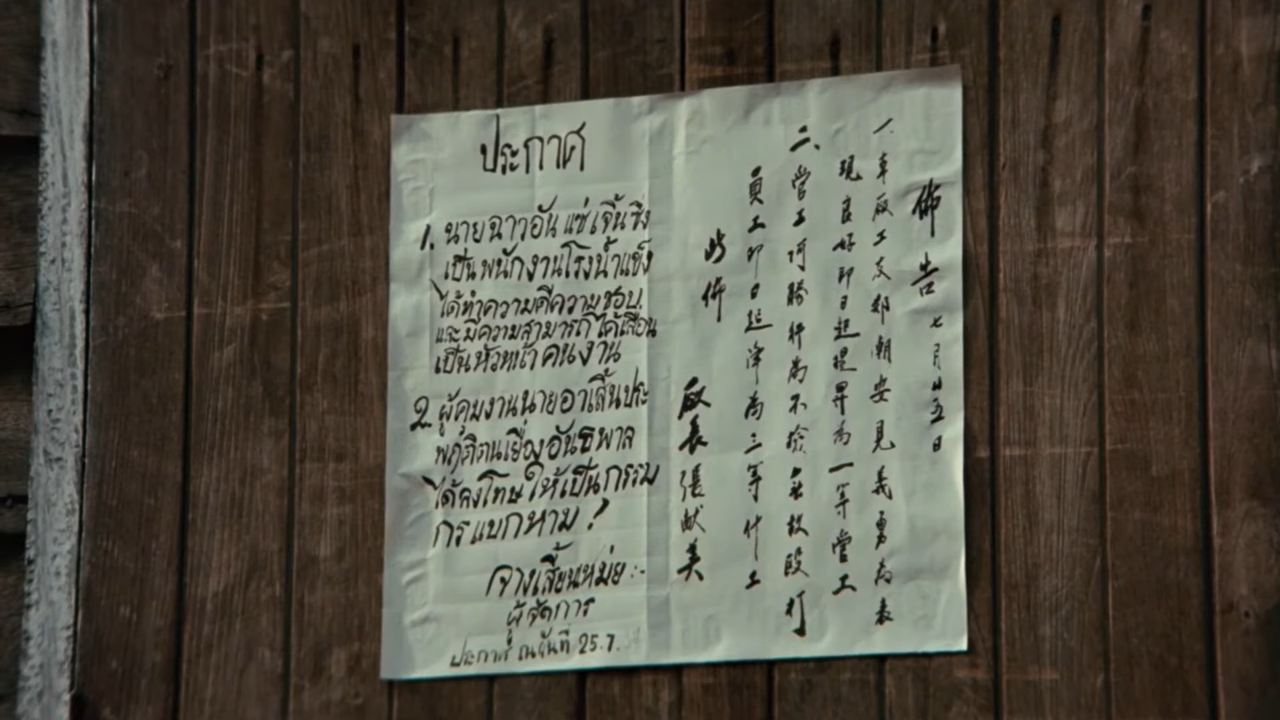 ประกาศ
1. นายฉาวอัน แซ่เจิ้นซึ่ง
เป็นพนักงานโรงน้ำแข็ง
ได้ทำความดีความชอบ
และมีความสามารถได้เลื่อน
เป็นหัวหน้าคนงาน
2. ผู้คุมงานนายอาเสิ้นประ
พฤติตนเยี่ยงอันธพาล
ได้ลงโทษให้เป็นกรรม
กรแบกหาม!
จางเสี้ยนหม่ย
ผู้จัดการ
ประกาศ ณ วันที่ 25.7.
佈告 七月廿五日
一、本廠工友鄭潮安見義勇為表
現良好即日起提昇為一等管工
二、管工阿勝行為不撿無故毆打
員工即日起降為三等什工
此佈
廠長張献美